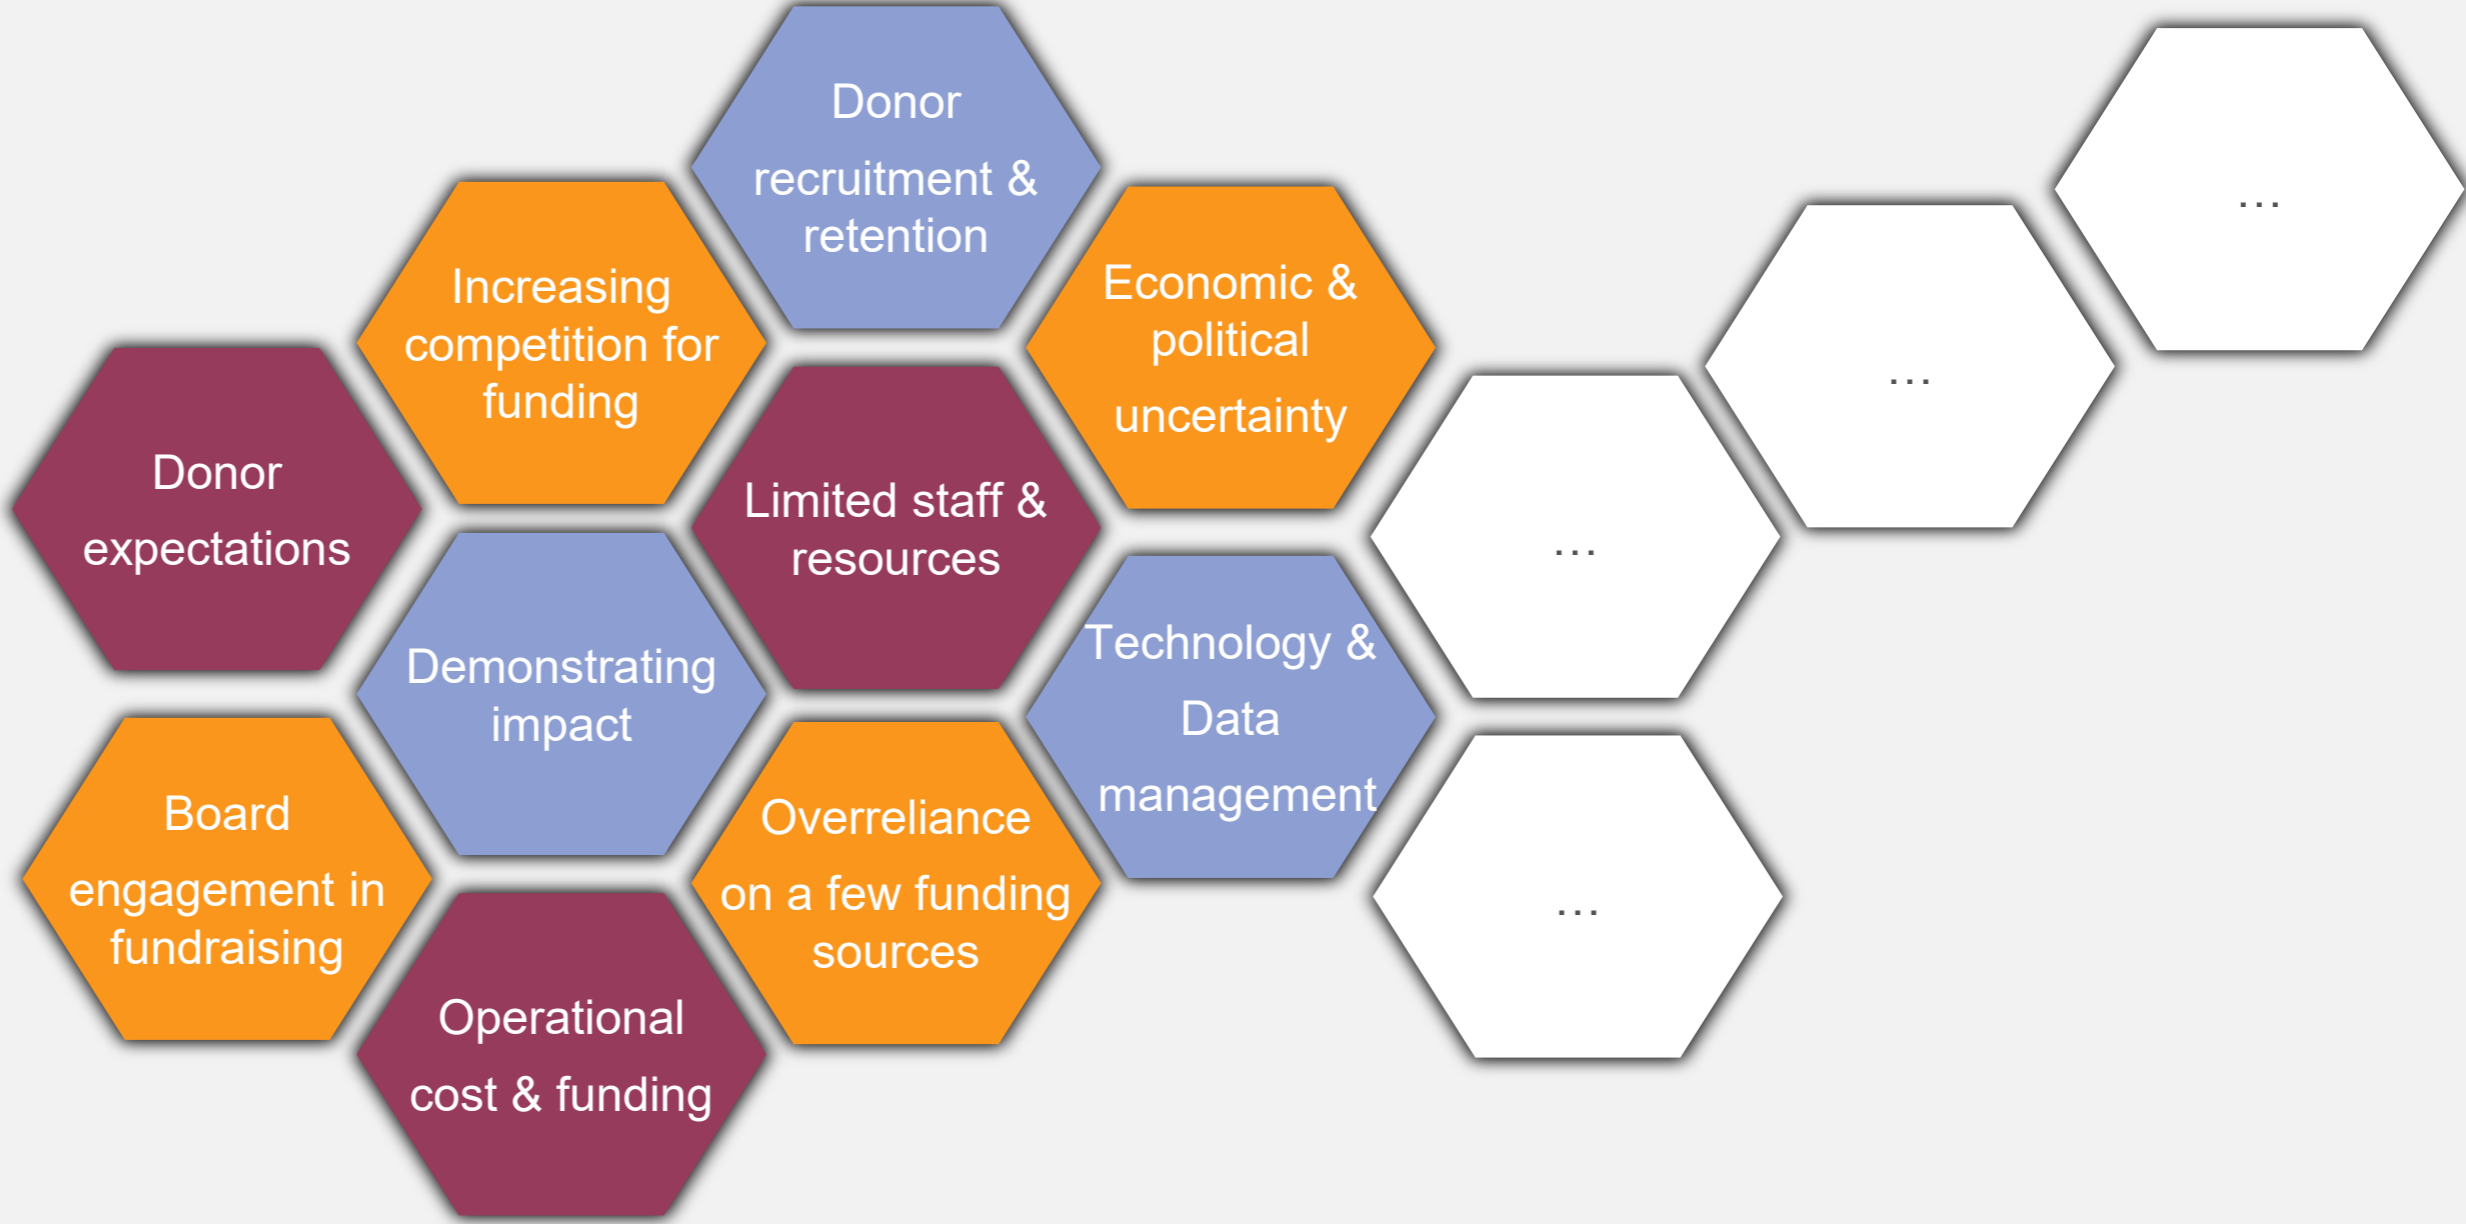 Donor
recruitment &
retention
Increasing
competition for
funding
Economic &
political
uncertainty
Donor
expectations
Limited staff &
resources
Demonstrating
impact
Technology &
Data
management
Board
engagement in
fundraising
Overreliance
on a few funding
sources
Operational
cost & funding
...
...
...
...